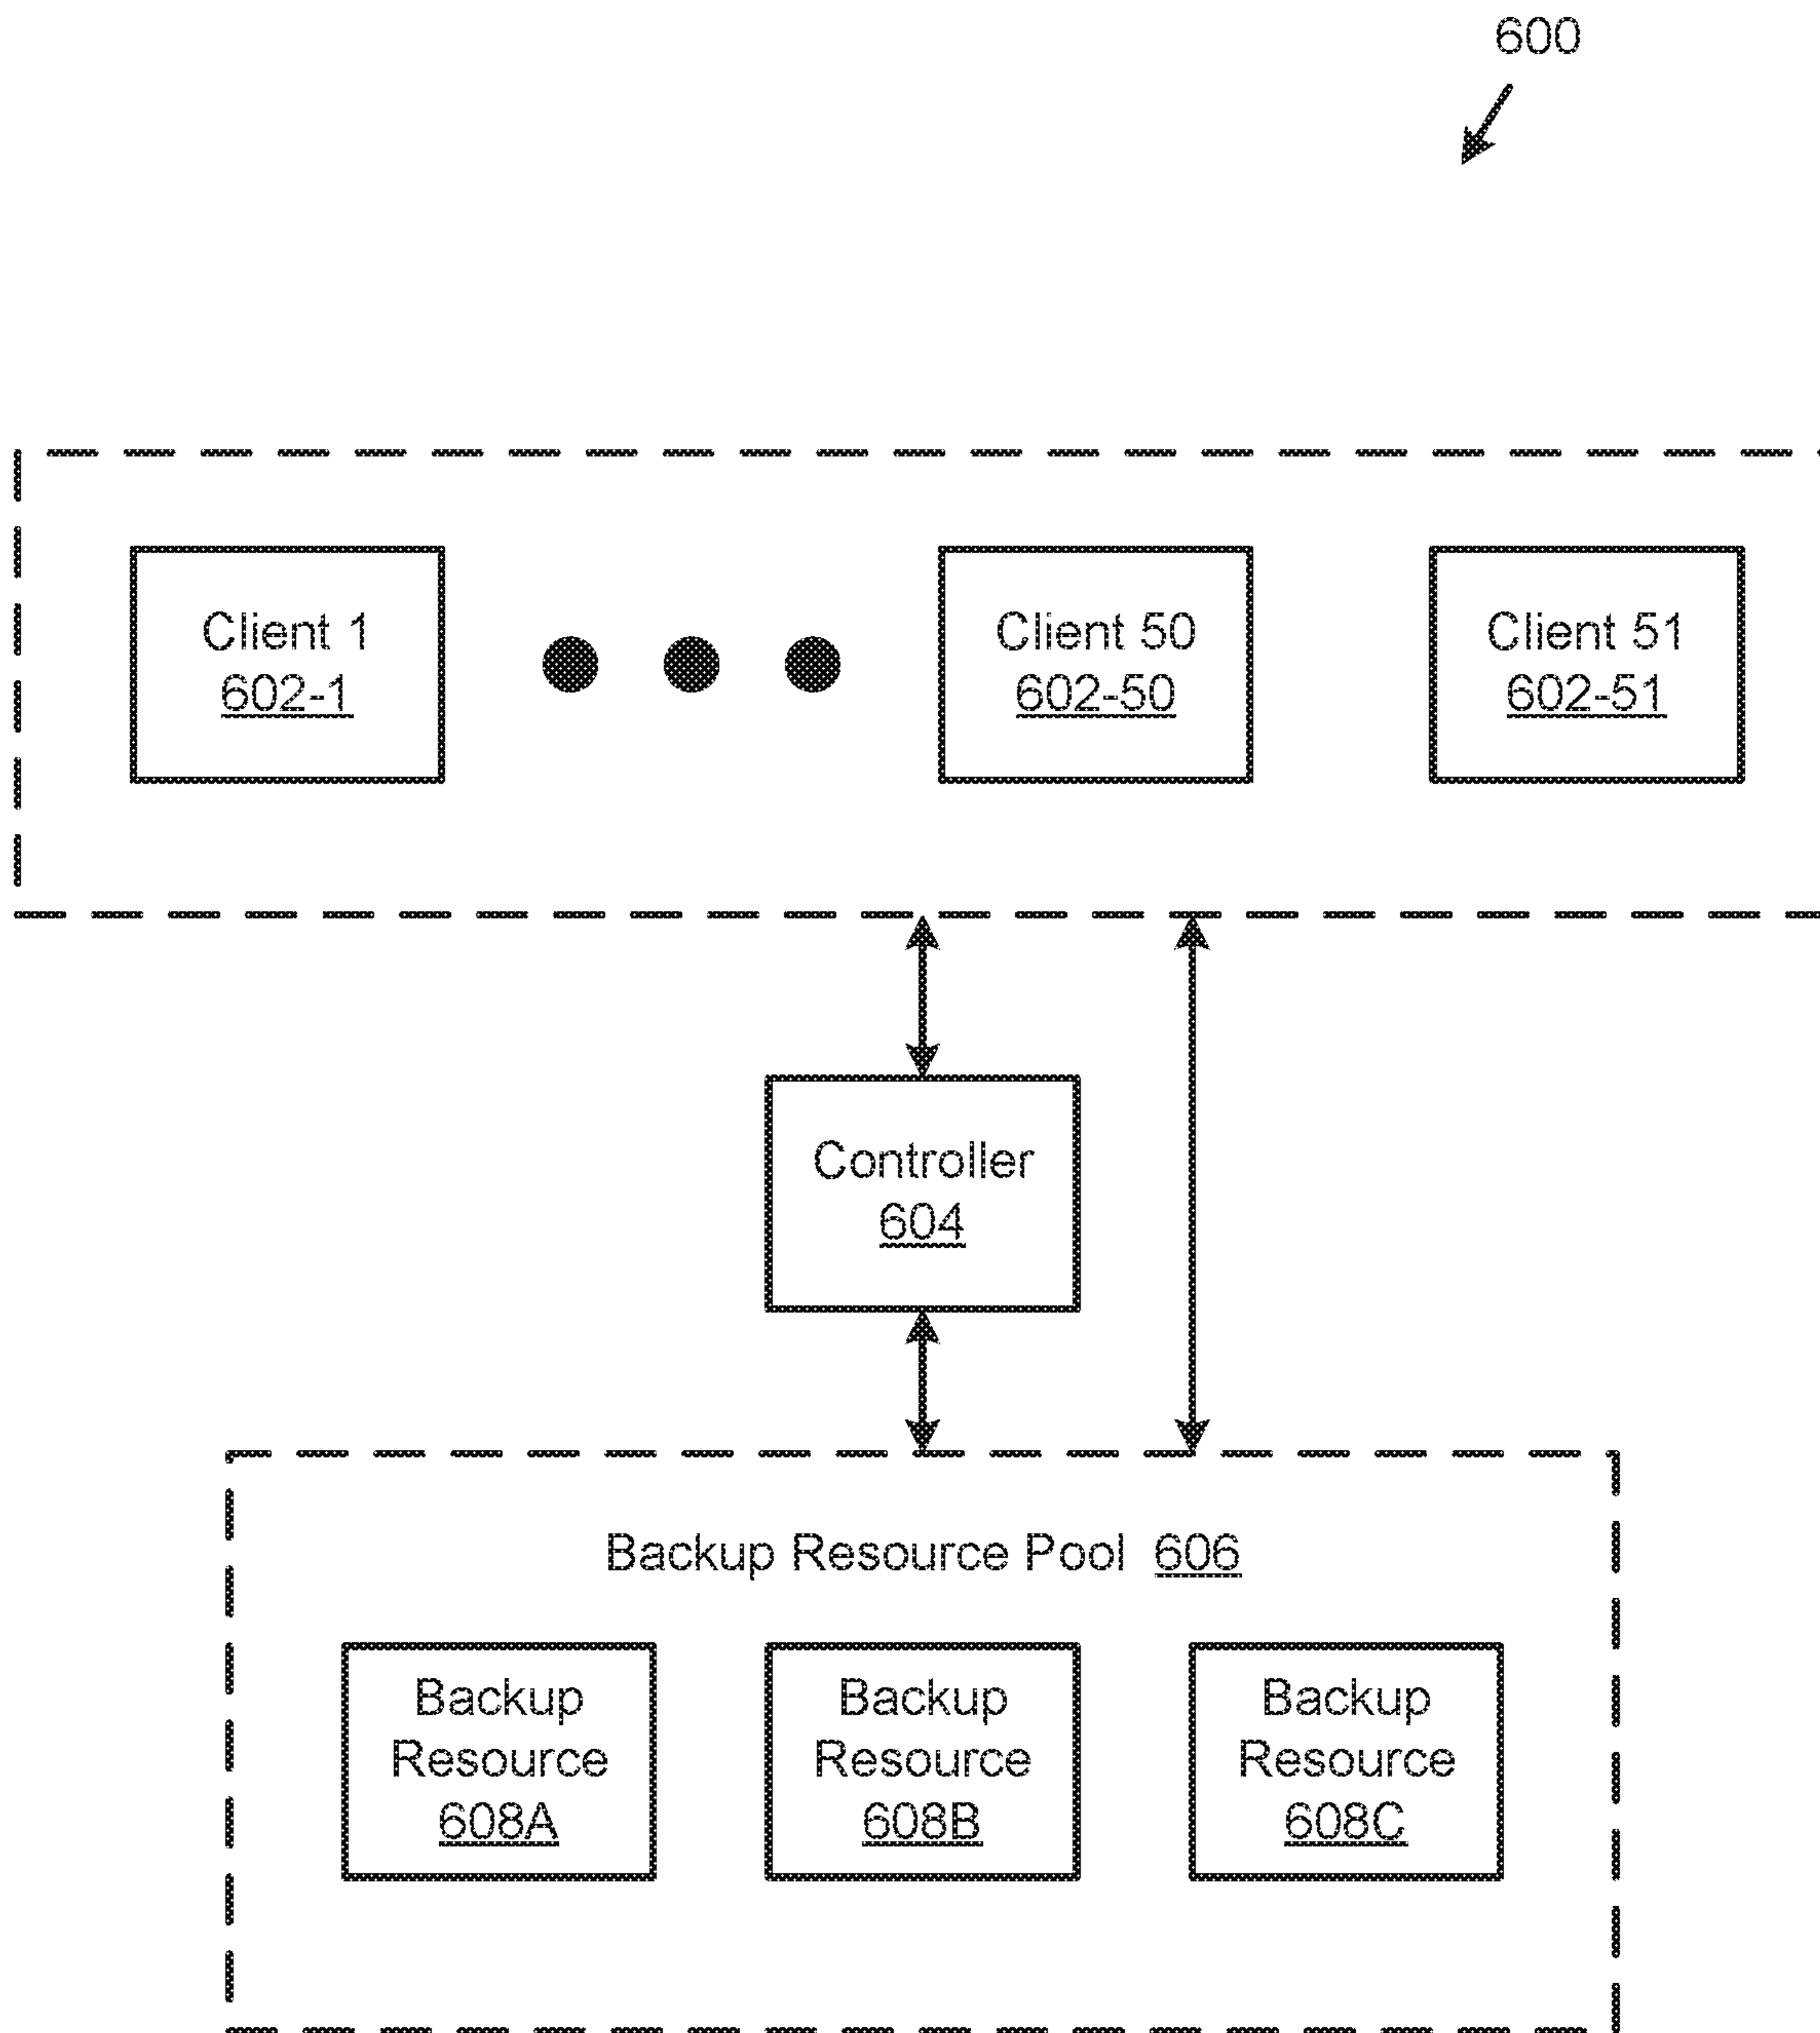 600
Client 1
602-1
Client 50
602-50
Client 51
602-51
Controller
604
Backup Resource Pool 606
Backup
Resource
608A
Backup
Resource
608B
Backup
Resource
608C